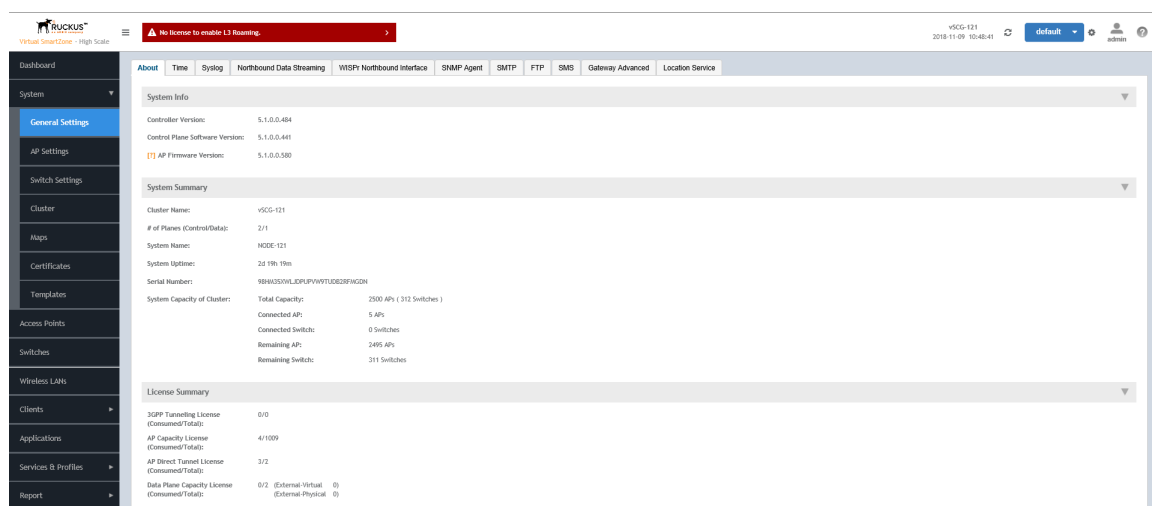 RUCKUS™
Virtual SmartZone - High Scale
No license to enable L3 Roaming. >
vSCG-121
2018-11-09 10:48:41
default
admin
Dashboard
System
General Settings
AP Settings
Switch Settings
Cluster
Maps
Certificates
Templates
Access Points
Switches
Wireless LANs
Clients
Applications
Services & Profiles
Report
About Time Syslog Northbound Data Streaming WISPr Northbound Interface SNMP Agent SMTP FTP SMS Gateway Advanced Location Service
System Info
Controller Version: 5.1.0.0.484
Control Plane Software Version: 5.1.0.0.441
[?] AP Firmware Version: 5.1.0.0.580
System Summary
Cluster Name: vSCG-121
# of Planes (Control/Data): 2/1
System Name: NODE-121
System Uptime: 2d 19h 19m
Serial Number:
System Capacity of Cluster: Total Capacity: 2500 APs ( 312 Switches )
Connected AP: 5 APs
Connected Switch: 0 Switches
Remaining AP: 2495 APs
Remaining Switch: 311 Switches
License Summary
3GPP Tunneling License 0/0
(Consumed/Total):
AP Capacity License 4/1009
(Consumed/Total):
AP Direct Tunnel License 3/2
(Consumed/Total):
Data Plane Capacity License 0/2 (External-Virtual 0)
(Consumed/Total): (External-Physical 0)